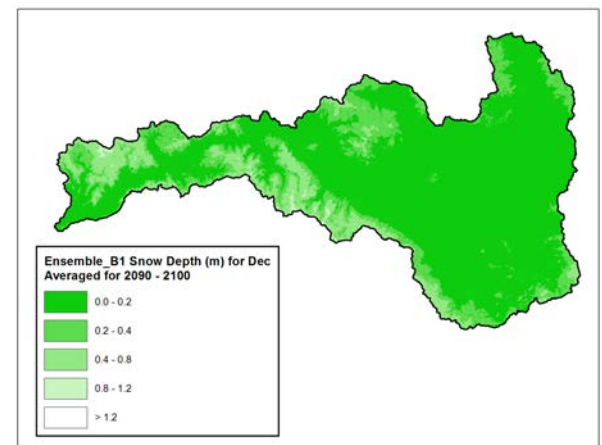 Ensemble_B1 Snow Depth (m) for Dec
Averaged for 2090 - 2100
0.0 - 0.2
0.2 - 0.4
0.4 - 0.8
0.8 - 1.2
> 1.2